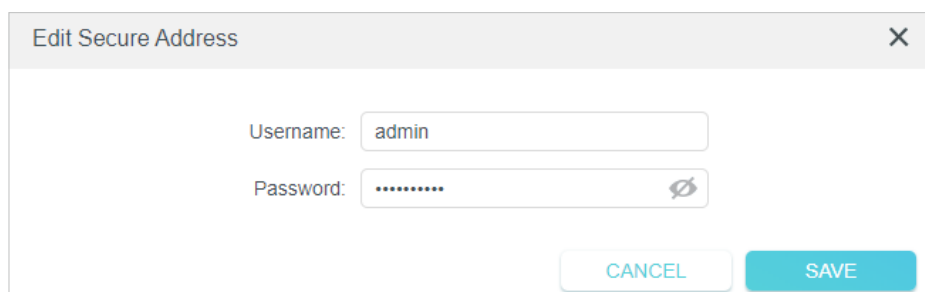 Edit Secure Address
Username: admin
Password: ••••••••••
CANCEL SAVE